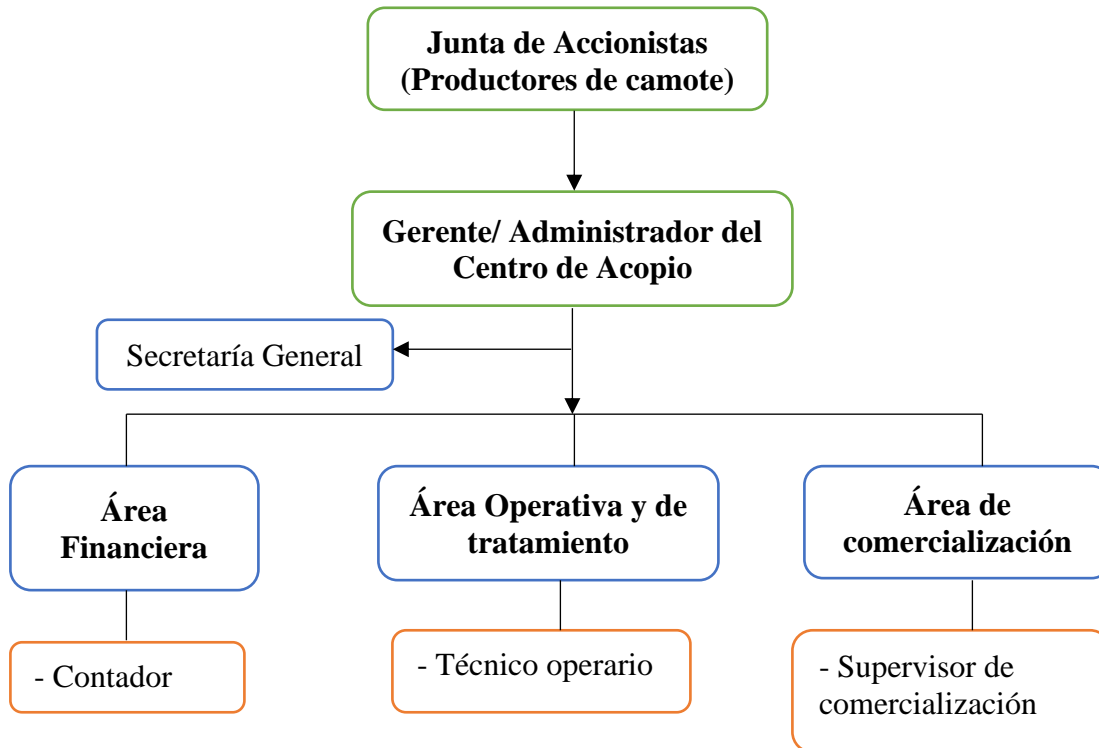 Junta de Accionistas
(Productores de camote)
Gerente/ Administrador del
Centro de Acopio
Secretaría General
Área
Financiera
Área Operativa y de
tratamiento
Área de
comercialización
- Contador
- Técnico operario
- Supervisor de
comercialización